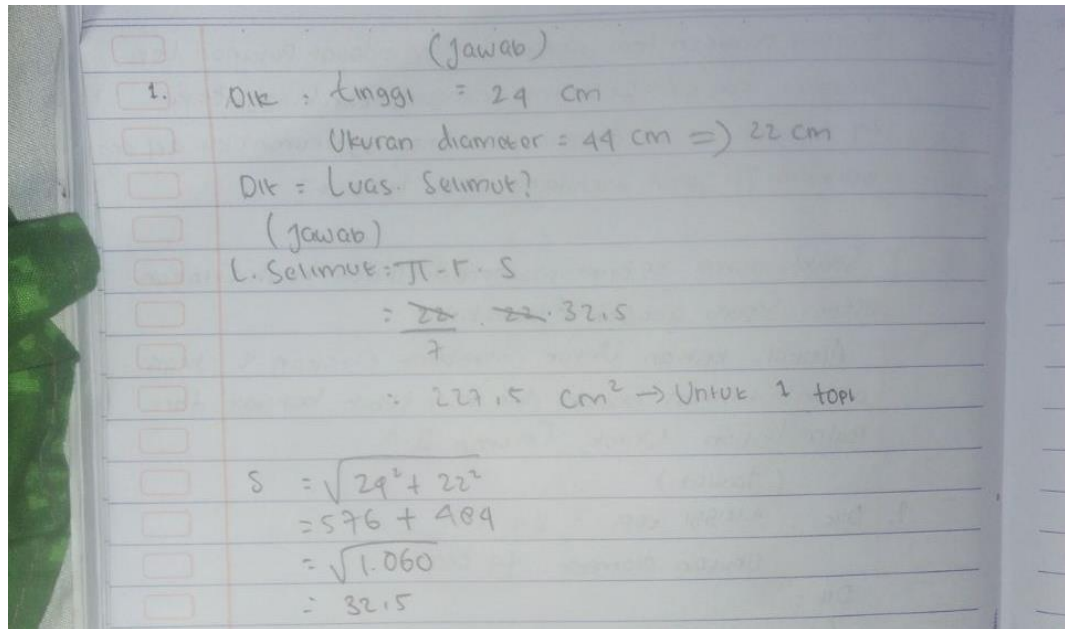 (Jawab)
1. Dik : tinggi = 24 cm
Ukuran diameter = 44 cm => 22 cm
Dit = Luas. Selimut?
(Jawab)
L. Selimut = π . r . s
= 22/7 . 22 . 32,5
= 227,5 cm² → Untuk 1 topi
S = √24² + 22²
= 576 + 484
= √1.060
= 32,5